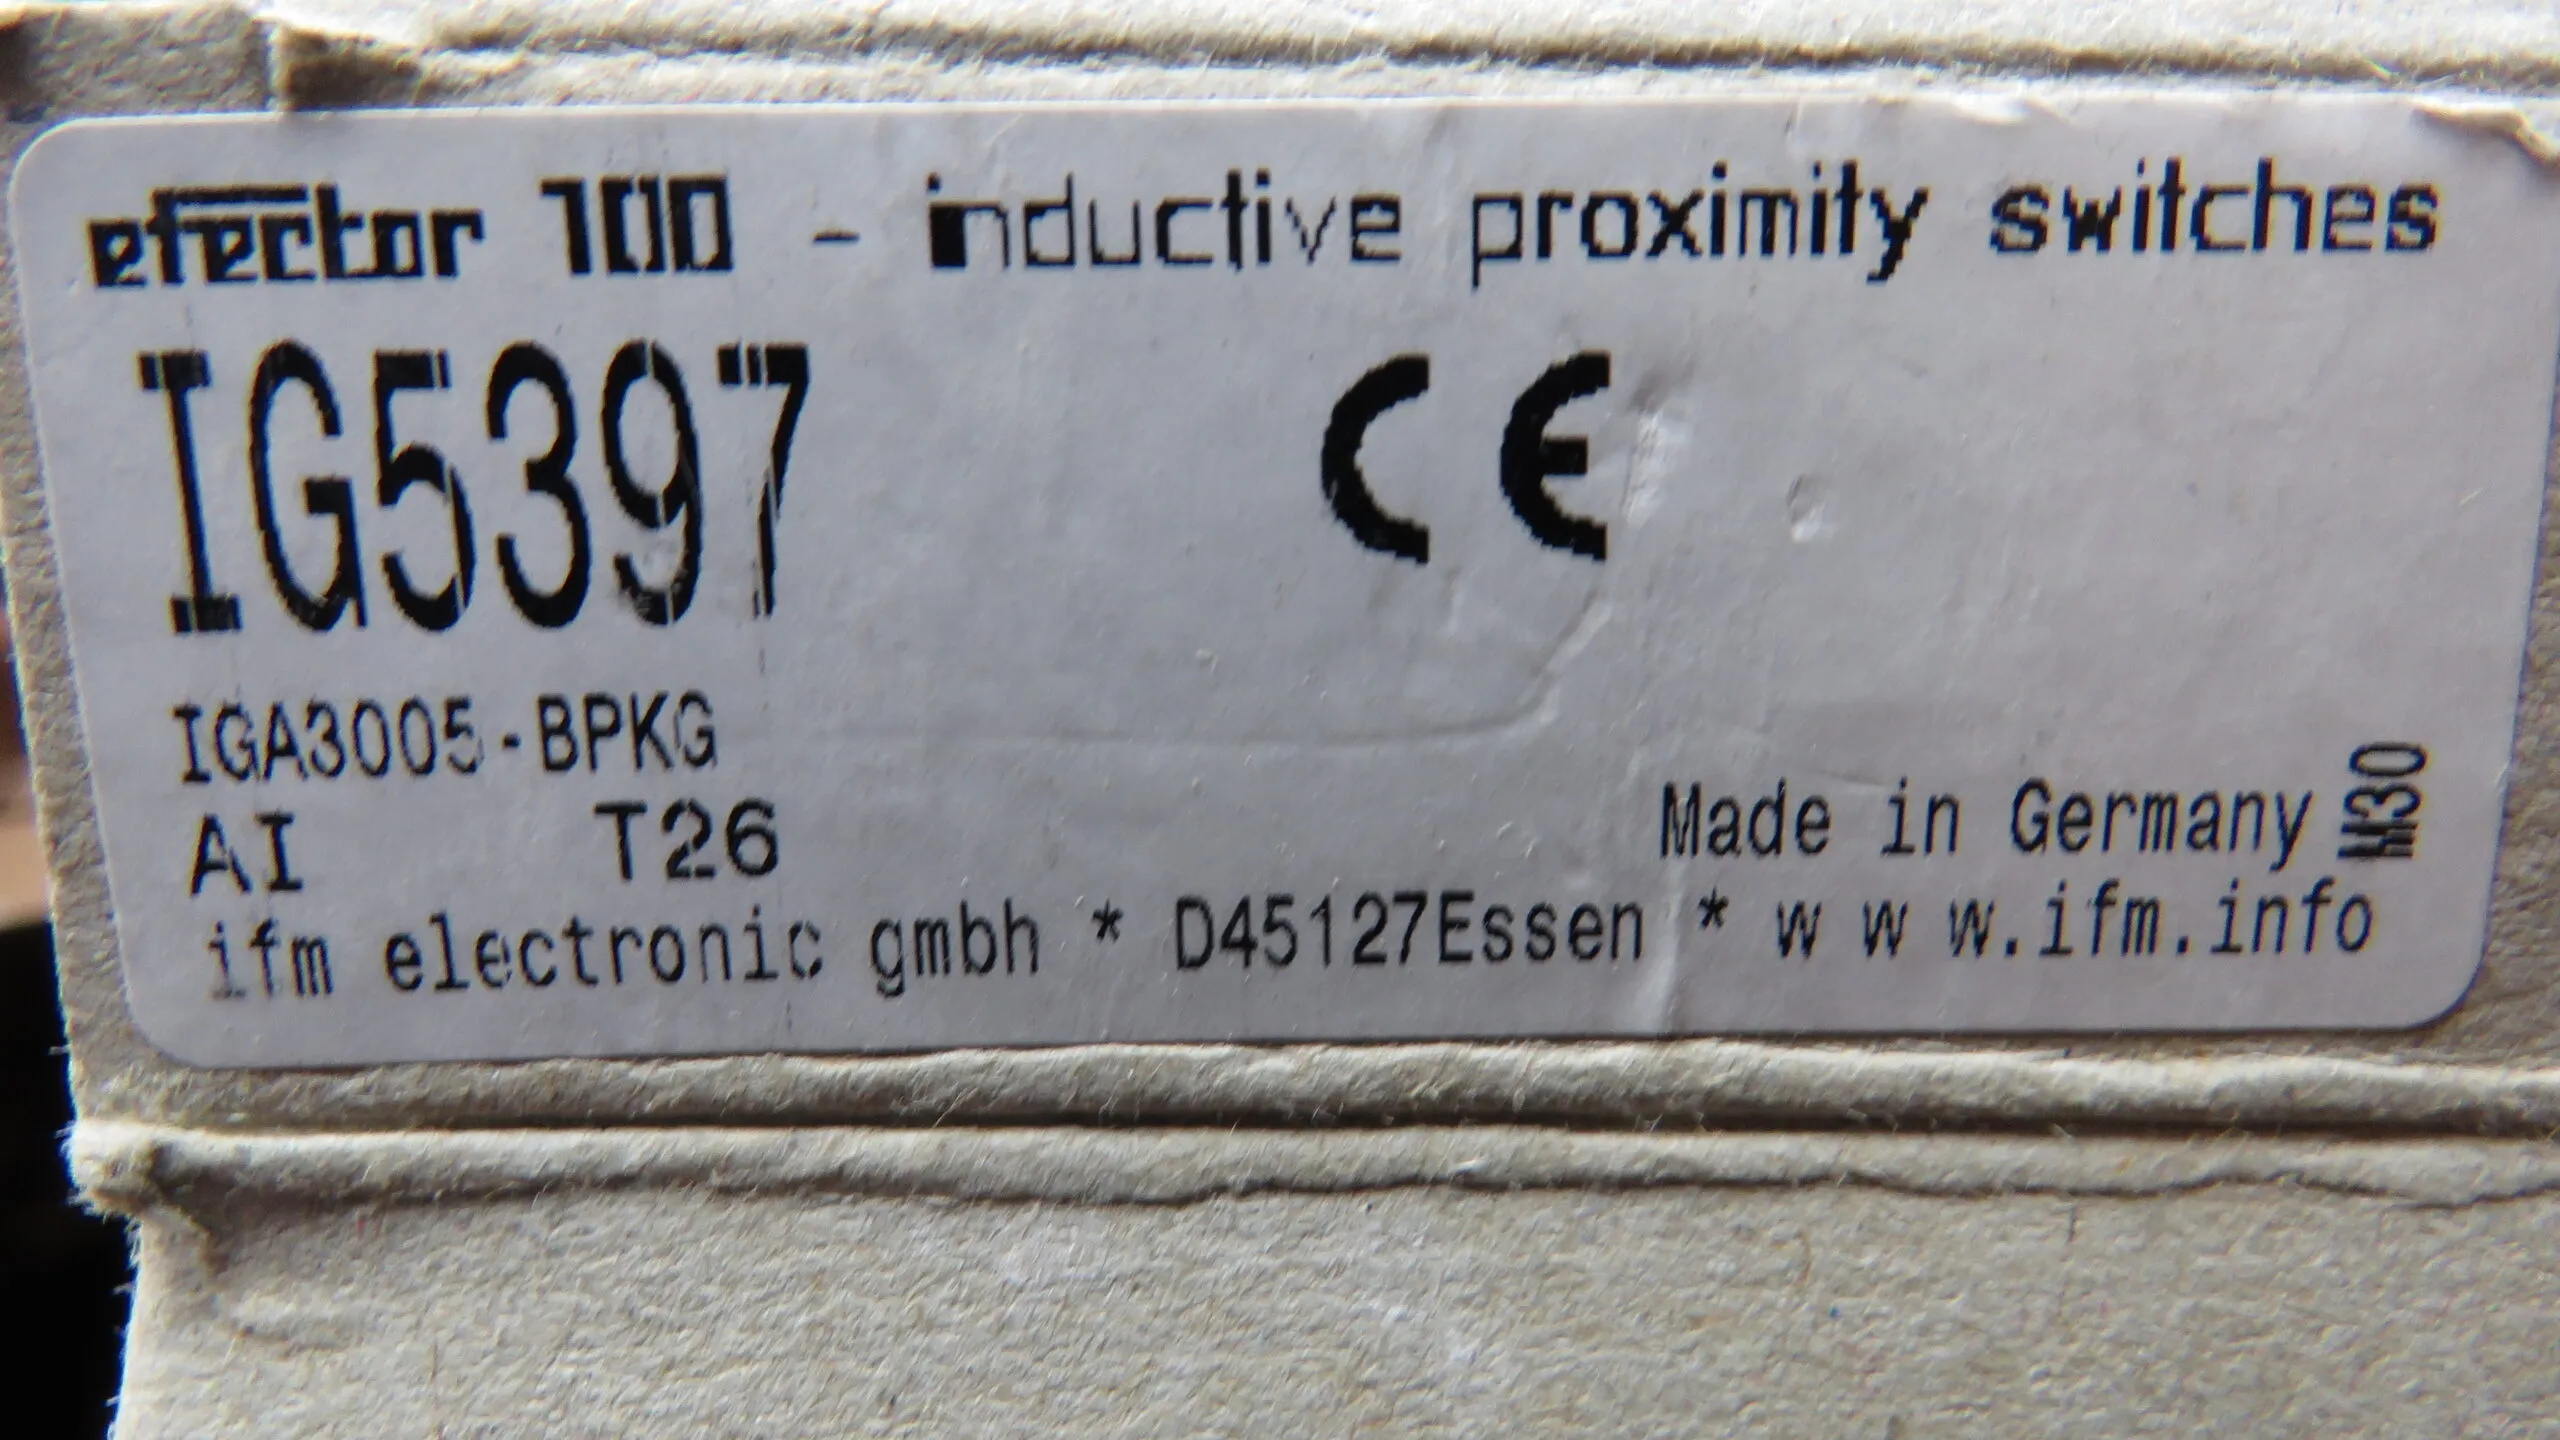 efector 100 - inductive proximity switches
IG5397
CE
IGA3005-BPKG
AI T26
Made in Germany
M30
ifm electronic gmbh * D45127Essen * w w w.ifm.info